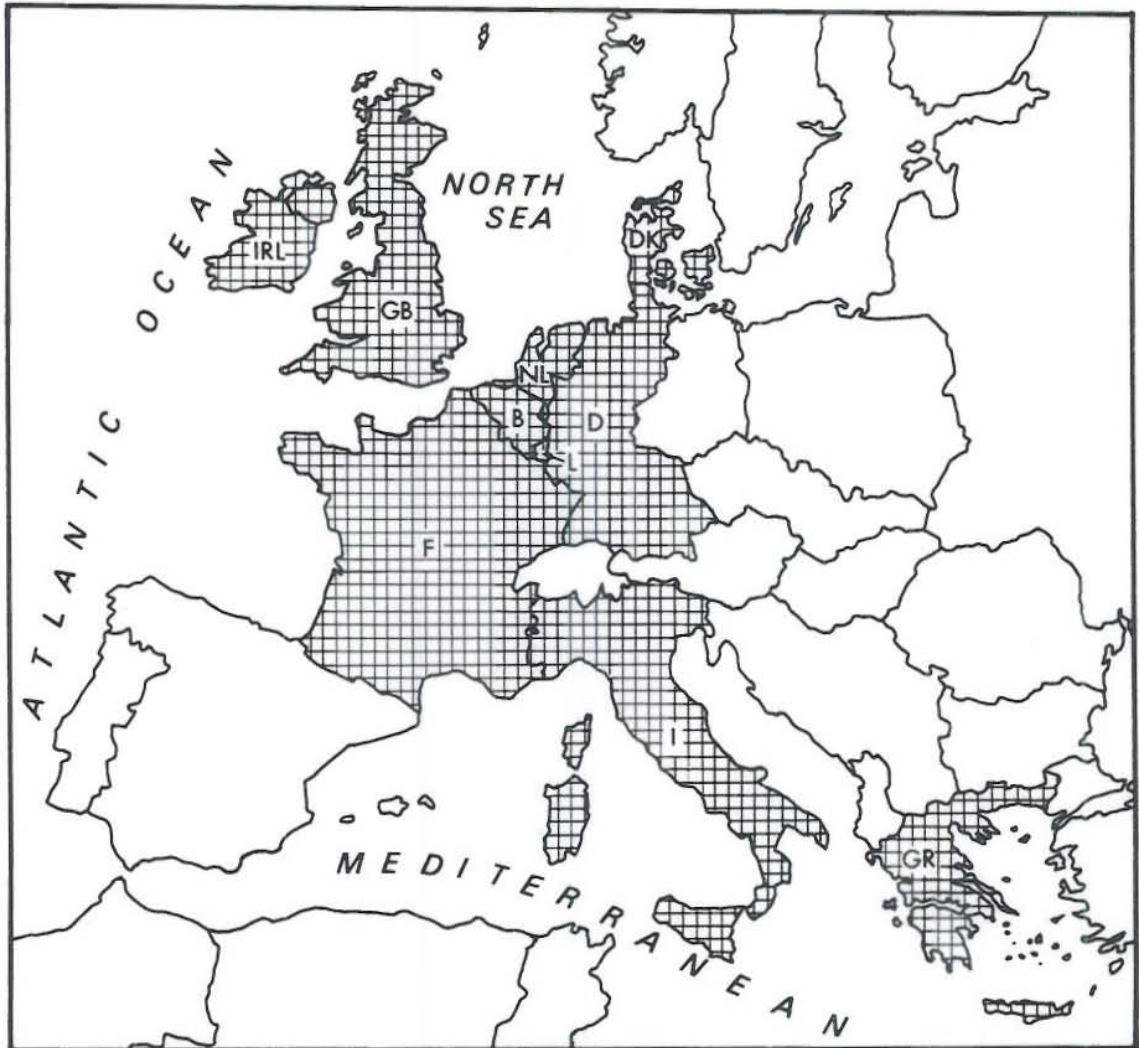 NORTH
SEA
ATLANTIC OCEAN
IRL
GB
DK
NL
B
D
L
F
I
GR
MEDITERRANEAN